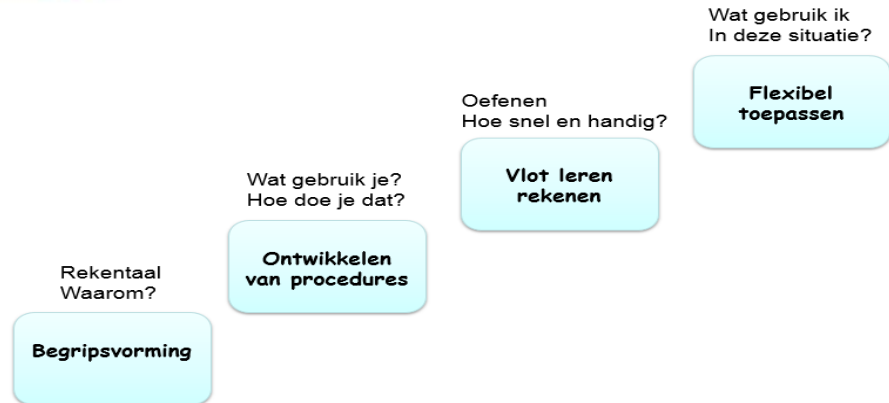 Wat gebruik ik
In deze situatie?
Flexibel
toepassen
Oefenen
Hoe snel en handig?
Vlot leren
rekenen
Wat gebruik je?
Hoe doe je dat?
Ontwikkelen
van procedures
Rekentaal
Waarom?
Begripsvorming